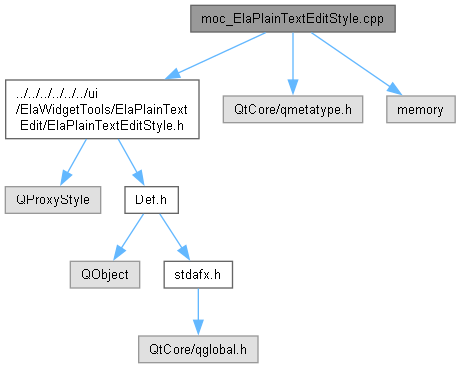 moc_ElaPlainTextEditStyle.cpp
../../../../../../ui
/ElaWidgetTools/ElaPlainText
Edit/ElaPlainTextEditStyle.h
QtCore/qmetatype.h
memory
QProxyStyle
Def.h
QObject
stdafx.h
QtCore/qglobal.h